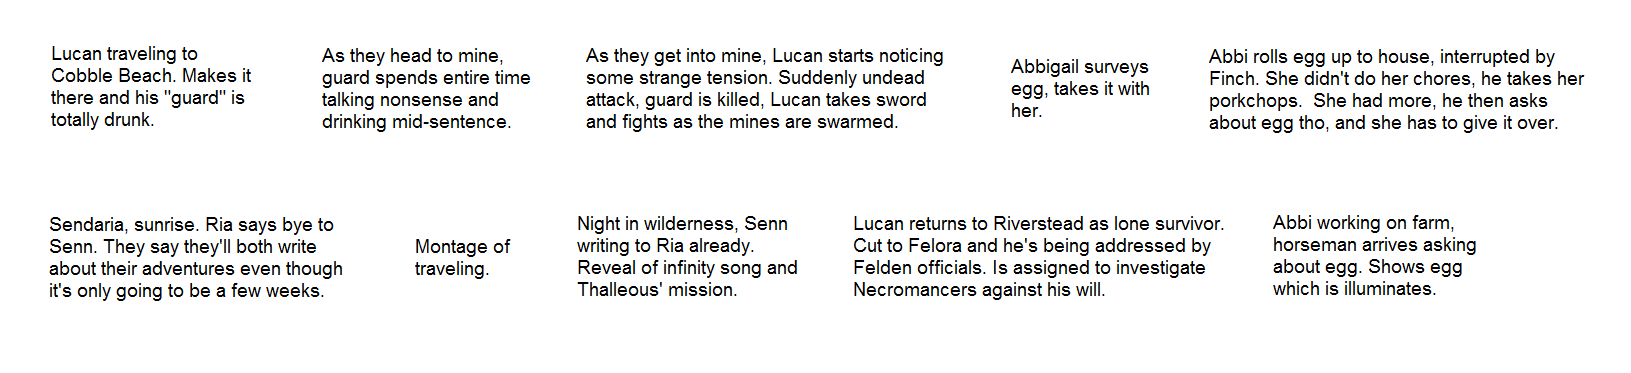 Lucan traveling to
Cobble Beach. Makes it
there and his "guard" is
totally drunk.
As they head to mine,
guard spends entire time
talking nonsense and
drinking mid-sentence.
As they get into mine, Lucan starts noticing
some strange tension. Suddenly undead
attack, guard is killed, Lucan takes sword
and fights as the mines are swarmed.
Abbigail surveys
egg, takes it with
her.
Abbi rolls egg up to house, interrupted by
Finch. She didn't do her chores, he takes her
porkchops.  She had more, he then asks
about egg tho, and she has to give it over.
Sendaria, sunrise. Ria says bye to
Senn. They say they'll both write
about their adventures even though
it's only going to be a few weeks.
Montage of
traveling.
Night in wilderness, Senn
writing to Ria already.
Reveal of infinity song and
Thalleous' mission.
Lucan returns to Riverstead as lone survivor.
Cut to Felora and he's being addressed by
Felden officials. Is assigned to investigate
Necromancers against his will.
Abbi working on farm,
horseman arrives asking
about egg. Shows egg
which is illuminates.